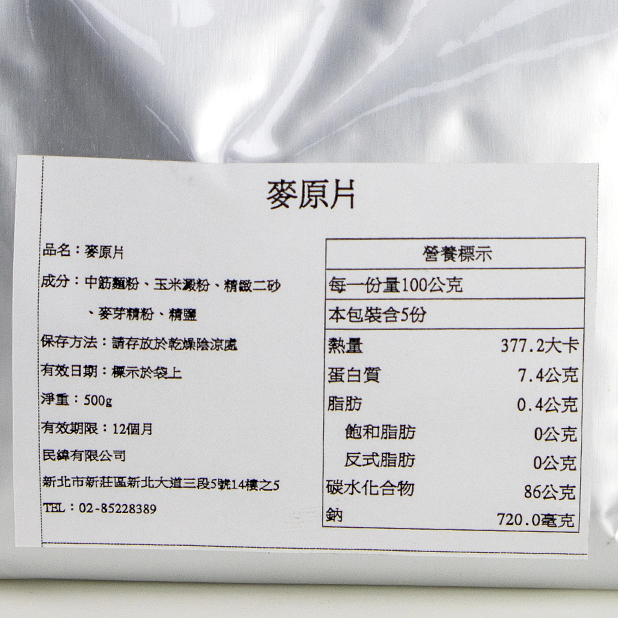 麥原片
品名：麥原片
成分：中筋麵粉、玉米澱粉、精緻二砂
、麥芽精粉、精鹽
保存方法：請存放於乾燥陰涼處
有效日期：標示於袋上
淨重：500g
有效期限：12個月
民緯有限公司
新北市新莊區新北大道三段5號14樓之5
TEL：02-85228389
營養標示
每一份量100公克
本包裝含5份
熱量 377.2大卡
蛋白質 7.4公克
脂肪 0.4公克
飽和脂肪 0公克
反式脂肪 0公克
碳水化合物 86公克
鈉 720.0毫克